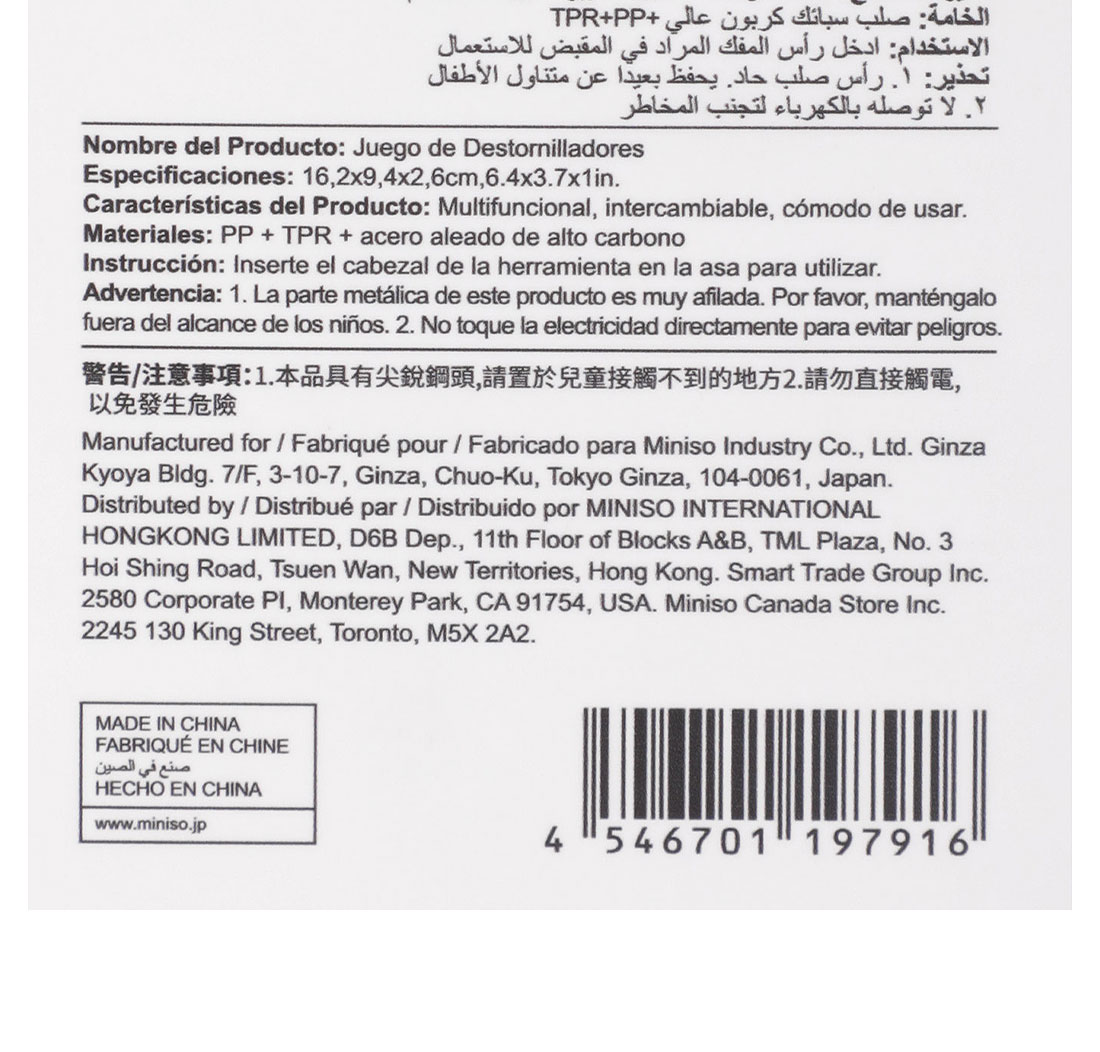 الخامة: صلب سبائك كربون عالي +TPR+PP
الاستخدام: ادخل رأس المفك المراد في المقبض للاستعمال
تحذير: ١. رأس صلب حاد. يحفظ بعيدا عن متناول الأطفال
٢. لا توصله بالكهرباء لتجنب المخاطر
Nombre del Producto: Juego de Destornilladores
Especificaciones: 16,2x9,4x2,6cm,6.4x3.7x1in.
Características del Producto: Multifuncional, intercambiable, cómodo de usar.
Materiales: PP + TPR + acero aleado de alto carbono
Instrucción: Inserte el cabezal de la herramienta en la asa para utilizar.
Advertencia: 1. La parte metálica de este producto es muy afilada. Por favor, manténgalo
fuera del alcance de los niños. 2. No toque la electricidad directamente para evitar peligros.
警告/注意事項:1.本品具有尖銳鋼頭,請置於兒童接觸不到的地方2.請勿直接觸電,
以免發生危險
Manufactured for / Fabriqué pour / Fabricado para Miniso Industry Co., Ltd. Ginza
Kyoya Bldg. 7/F, 3-10-7, Ginza, Chuo-Ku, Tokyo Ginza, 104-0061, Japan.
Distributed by / Distribué par / Distribuido por MINISO INTERNATIONAL
HONGKONG LIMITED, D6B Dep., 11th Floor of Blocks A&B, TML Plaza, No. 3
Hoi Shing Road, Tsuen Wan, New Territories, Hong Kong. Smart Trade Group Inc.
2580 Corporate Pl, Monterey Park, CA 91754, USA. Miniso Canada Store Inc.
2245 130 King Street, Toronto, M5X 2A2.
MADE IN CHINA
FABRIQUÉ EN CHINE
صنع في الصين
HECHO EN CHINA
www.miniso.jp
4 546701 197916